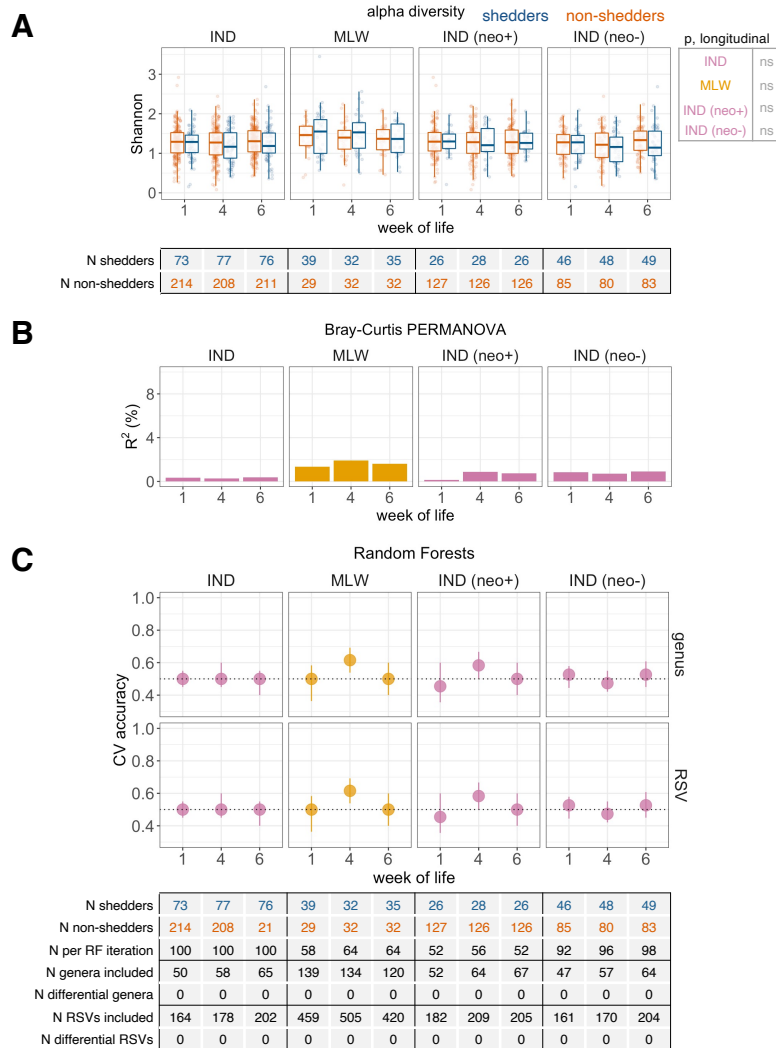 A
alpha diversity shedders non-shedders
IND MLW IND (neo+) IND (neo-)
p, longitudinal
IND ns
MLW ns
IND (neo+) ns
IND (neo-) ns
Shannon
3
2
1
0
1 4 6 1 4 6 1 4 6 1 4 6
week of life
N shedders 73 77 76 39 32 35 26 28 26 46 48 49
N non-shedders 214 208 211 29 32 32 127 126 126 85 80 83
B
Bray-Curtis PERMANOVA
IND MLW IND (neo+) IND (neo-)
R² (%)
8
4
0
1 4 6 1 4 6 1 4 6 1 4 6
week of life
C
Random Forests
IND MLW IND (neo+) IND (neo-)
CV accuracy
1.0
0.8
0.6
0.4
genus
1.0
0.8
0.6
0.4
RSV
1 4 6 1 4 6 1 4 6 1 4 6
week of life
N shedders 73 77 76 39 32 35 26 28 26 46 48 49
N non-shedders 214 208 21 29 32 32 127 126 126 85 80 83
N per RF iteration 100 100 100 58 64 64 52 56 52 92 96 98
N genera included 50 58 65 139 134 120 52 64 67 47 57 64
N differential genera 0 0 0 0 0 0 0 0 0 0 0 0
N RSVs included 164 178 202 459 505 420 182 209 205 161 170 204
N differential RSVs 0 0 0 0 0 0 0 0 0 0 0 0